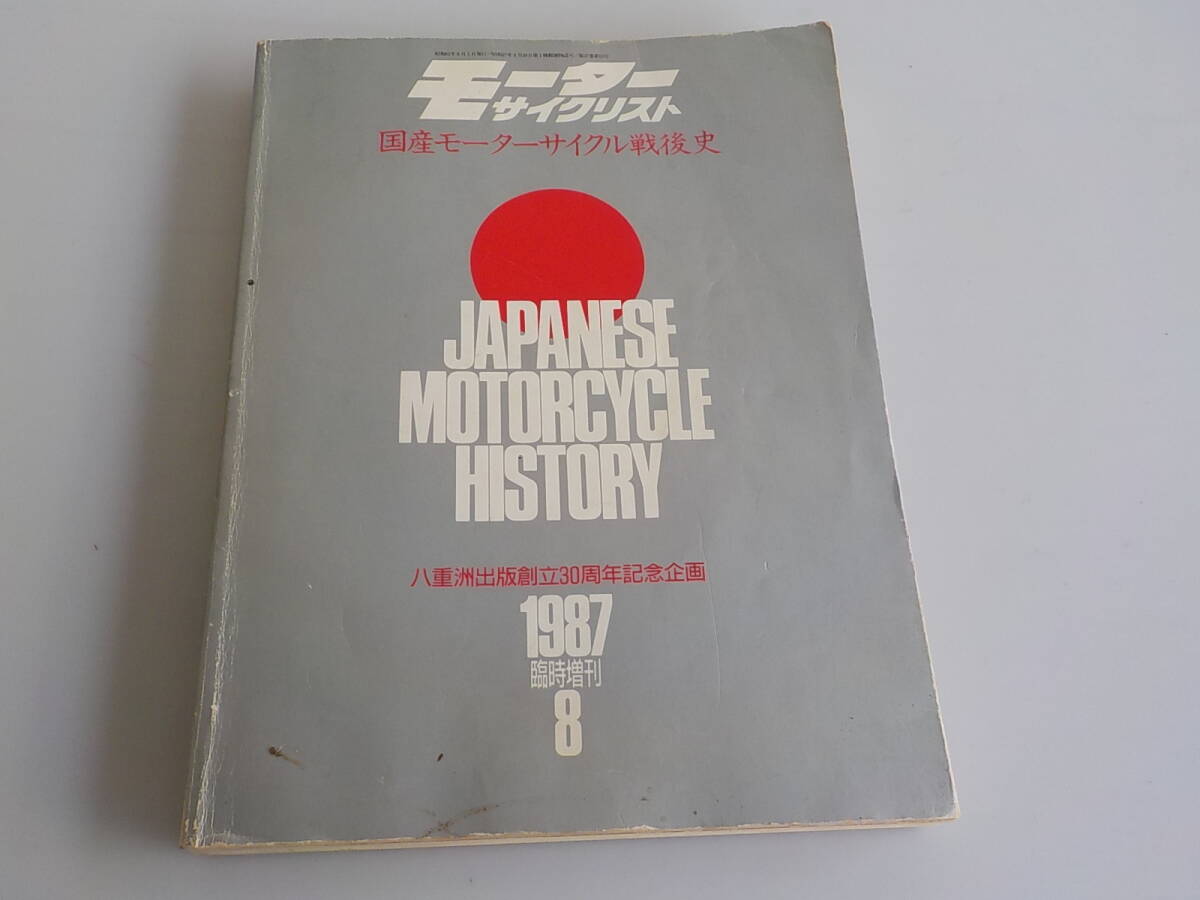 モーター
サイクリスト
国産モーターサイクル戦後史
JAPANESE
MOTORCYCLE
HISTORY
八重洲出版創立30周年記念企画
1987
臨時増刊
8